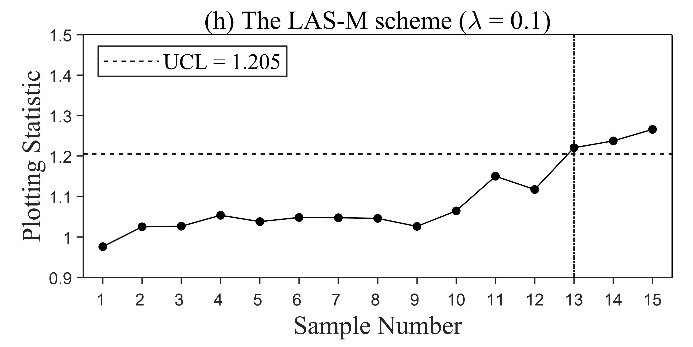 (h) The LAS-M scheme (λ = 0.1)
1.5
1.4
1.3
1.2
1.1
1
0.9
Plotting Statistic
UCL = 1.205
1 2 3 4 5 6 7 8 9 10 11 12 13 14 15
Sample Number